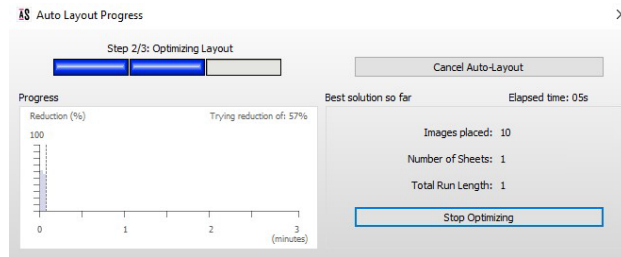 AS Auto Layout Progress
Step 2/3: Optimizing Layout
Cancel Auto-Layout
Progress
Best solution so far
Elapsed time: 05s
Reduction (%)
Trying reduction of: 57%
100
0 1 2 3
(minutes)
Images placed: 10
Number of Sheets: 1
Total Run Length: 1
Stop Optimizing